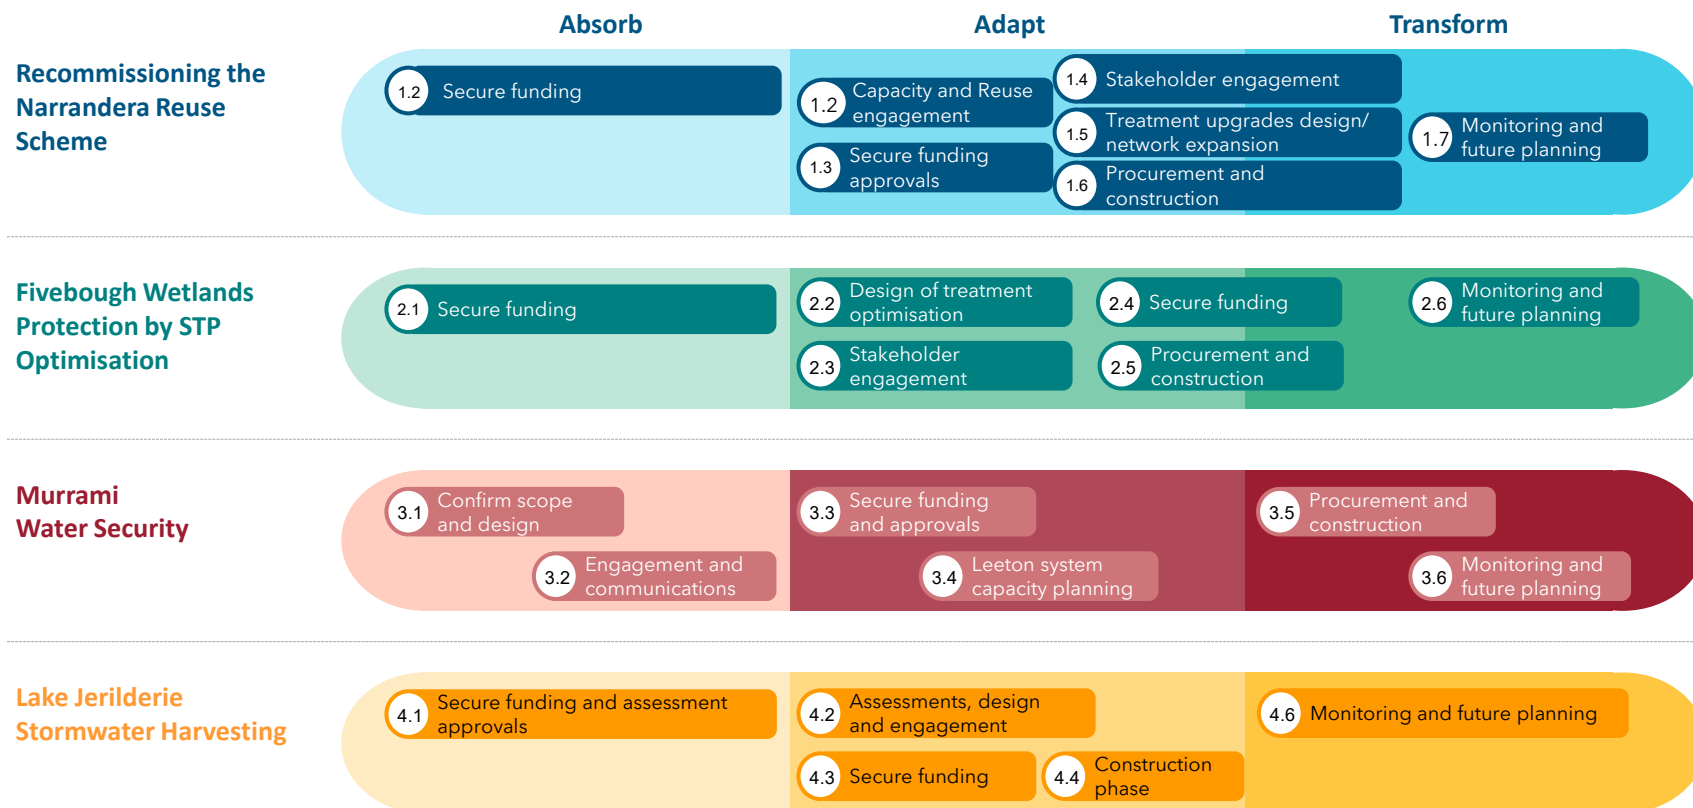 Absorb
Adapt
Transform
Recommissioning the
Narrandera Reuse
Scheme
1.2
Secure funding
1.2
Capacity and Reuse
engagement
1.3
Secure funding
approvals
1.4
Stakeholder engagement
1.5
Treatment upgrades design/
network expansion
1.6
Procurement and
construction
1.7
Monitoring and
future planning
Fivebough Wetlands
Protection by STP
Optimisation
2.1
Secure funding
2.2
Design of treatment
optimisation
2.3
Stakeholder
engagement
2.4
Secure funding
2.5
Procurement and
construction
2.6
Monitoring and
future planning
Murrami
Water Security
3.1
Confirm scope
and design
3.2
Engagement and
communications
3.3
Secure funding
and approvals
3.4
Leeton system
capacity planning
3.5
Procurement and
construction
3.6
Monitoring and
future planning
Lake Jerilderie
Stormwater Harvesting
4.1
Secure funding and assessment
approvals
4.2
Assessments, design
and engagement
4.3
Secure funding
4.4
Construction
phase
4.6
Monitoring and future planning